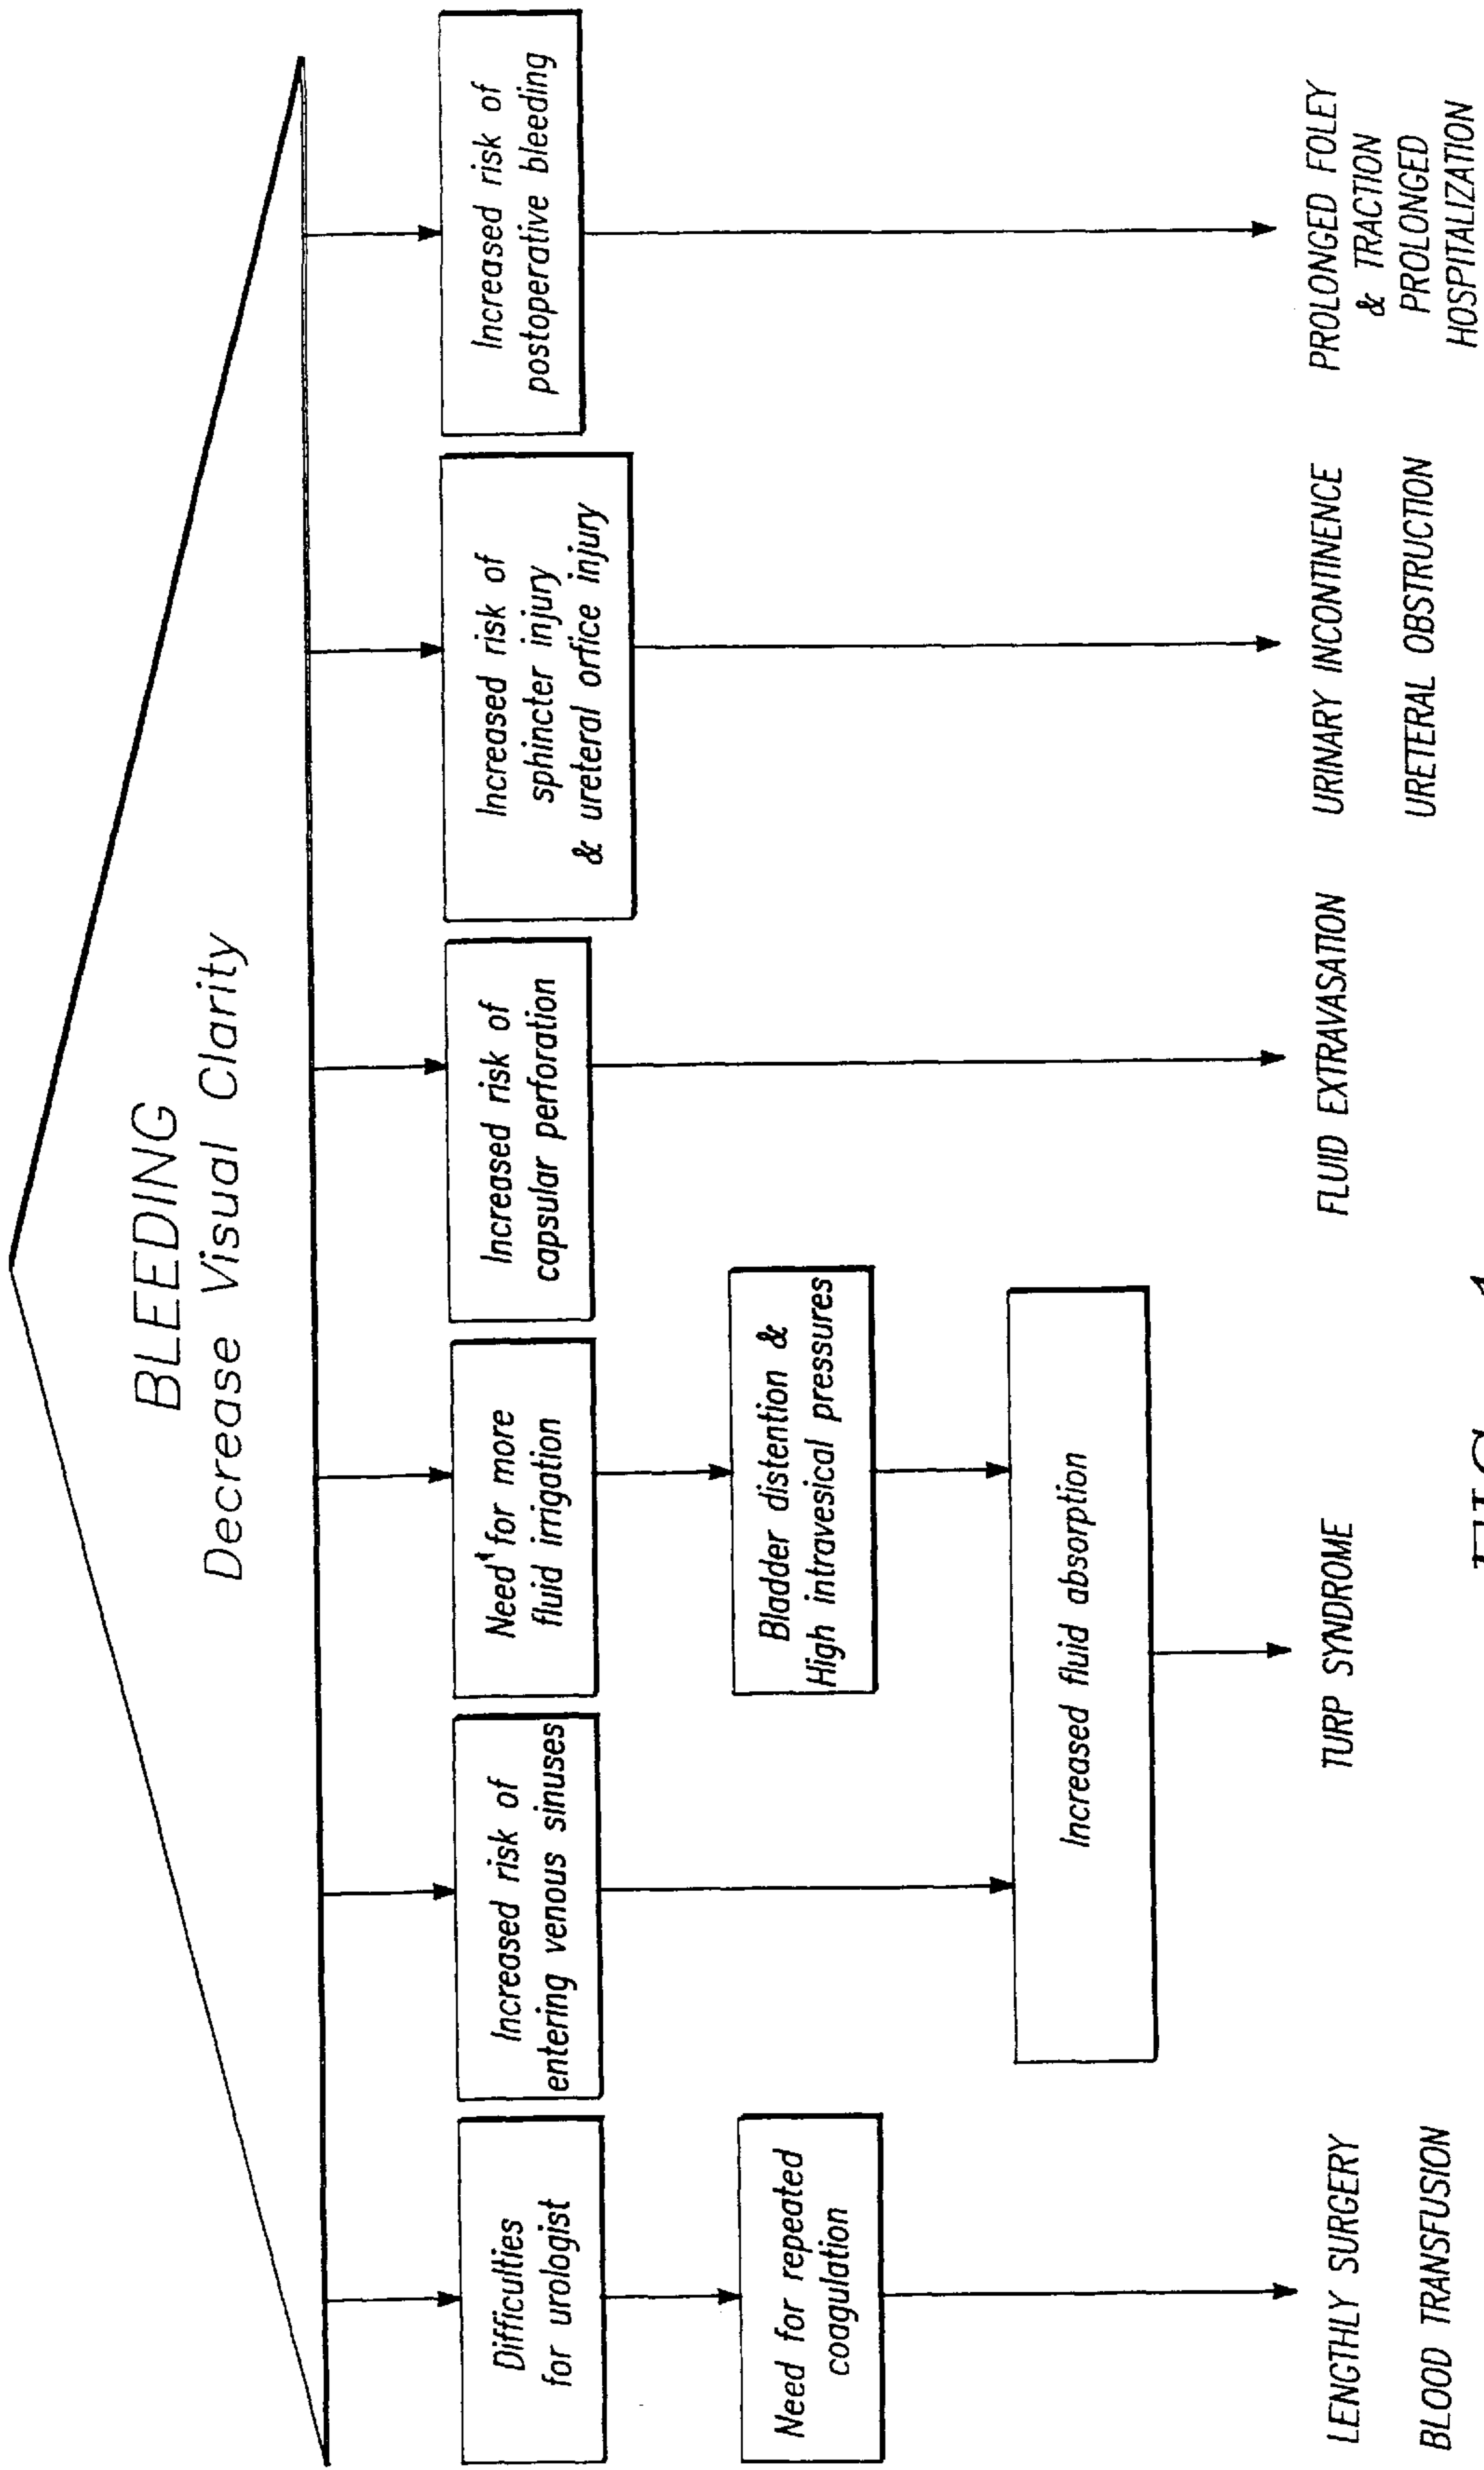 BLEEDING
Decrease Visual Clarity
Difficulties
for urologist
Increased risk of
entering venous sinuses
Need for more
fluid irrigation
Increased risk of
capsular perforation
Increased risk of
sphincter injury
& ureteral orfice injury
Increased risk of
postoperative bleeding
Need for repeated
coagulation
Bladder distention &
High intravesical pressures
Increased fluid absorption
LENGTHLY SURGERY
BLOOD TRANSFUSION
TURP SYNDROME
FLUID EXTRAVASATION
URINARY INCONTINENCE
URETERAL OBSTRUCTION
PROLONGED FOLEY
& TRACTION
PROLONGED
HOSPITALIZATION